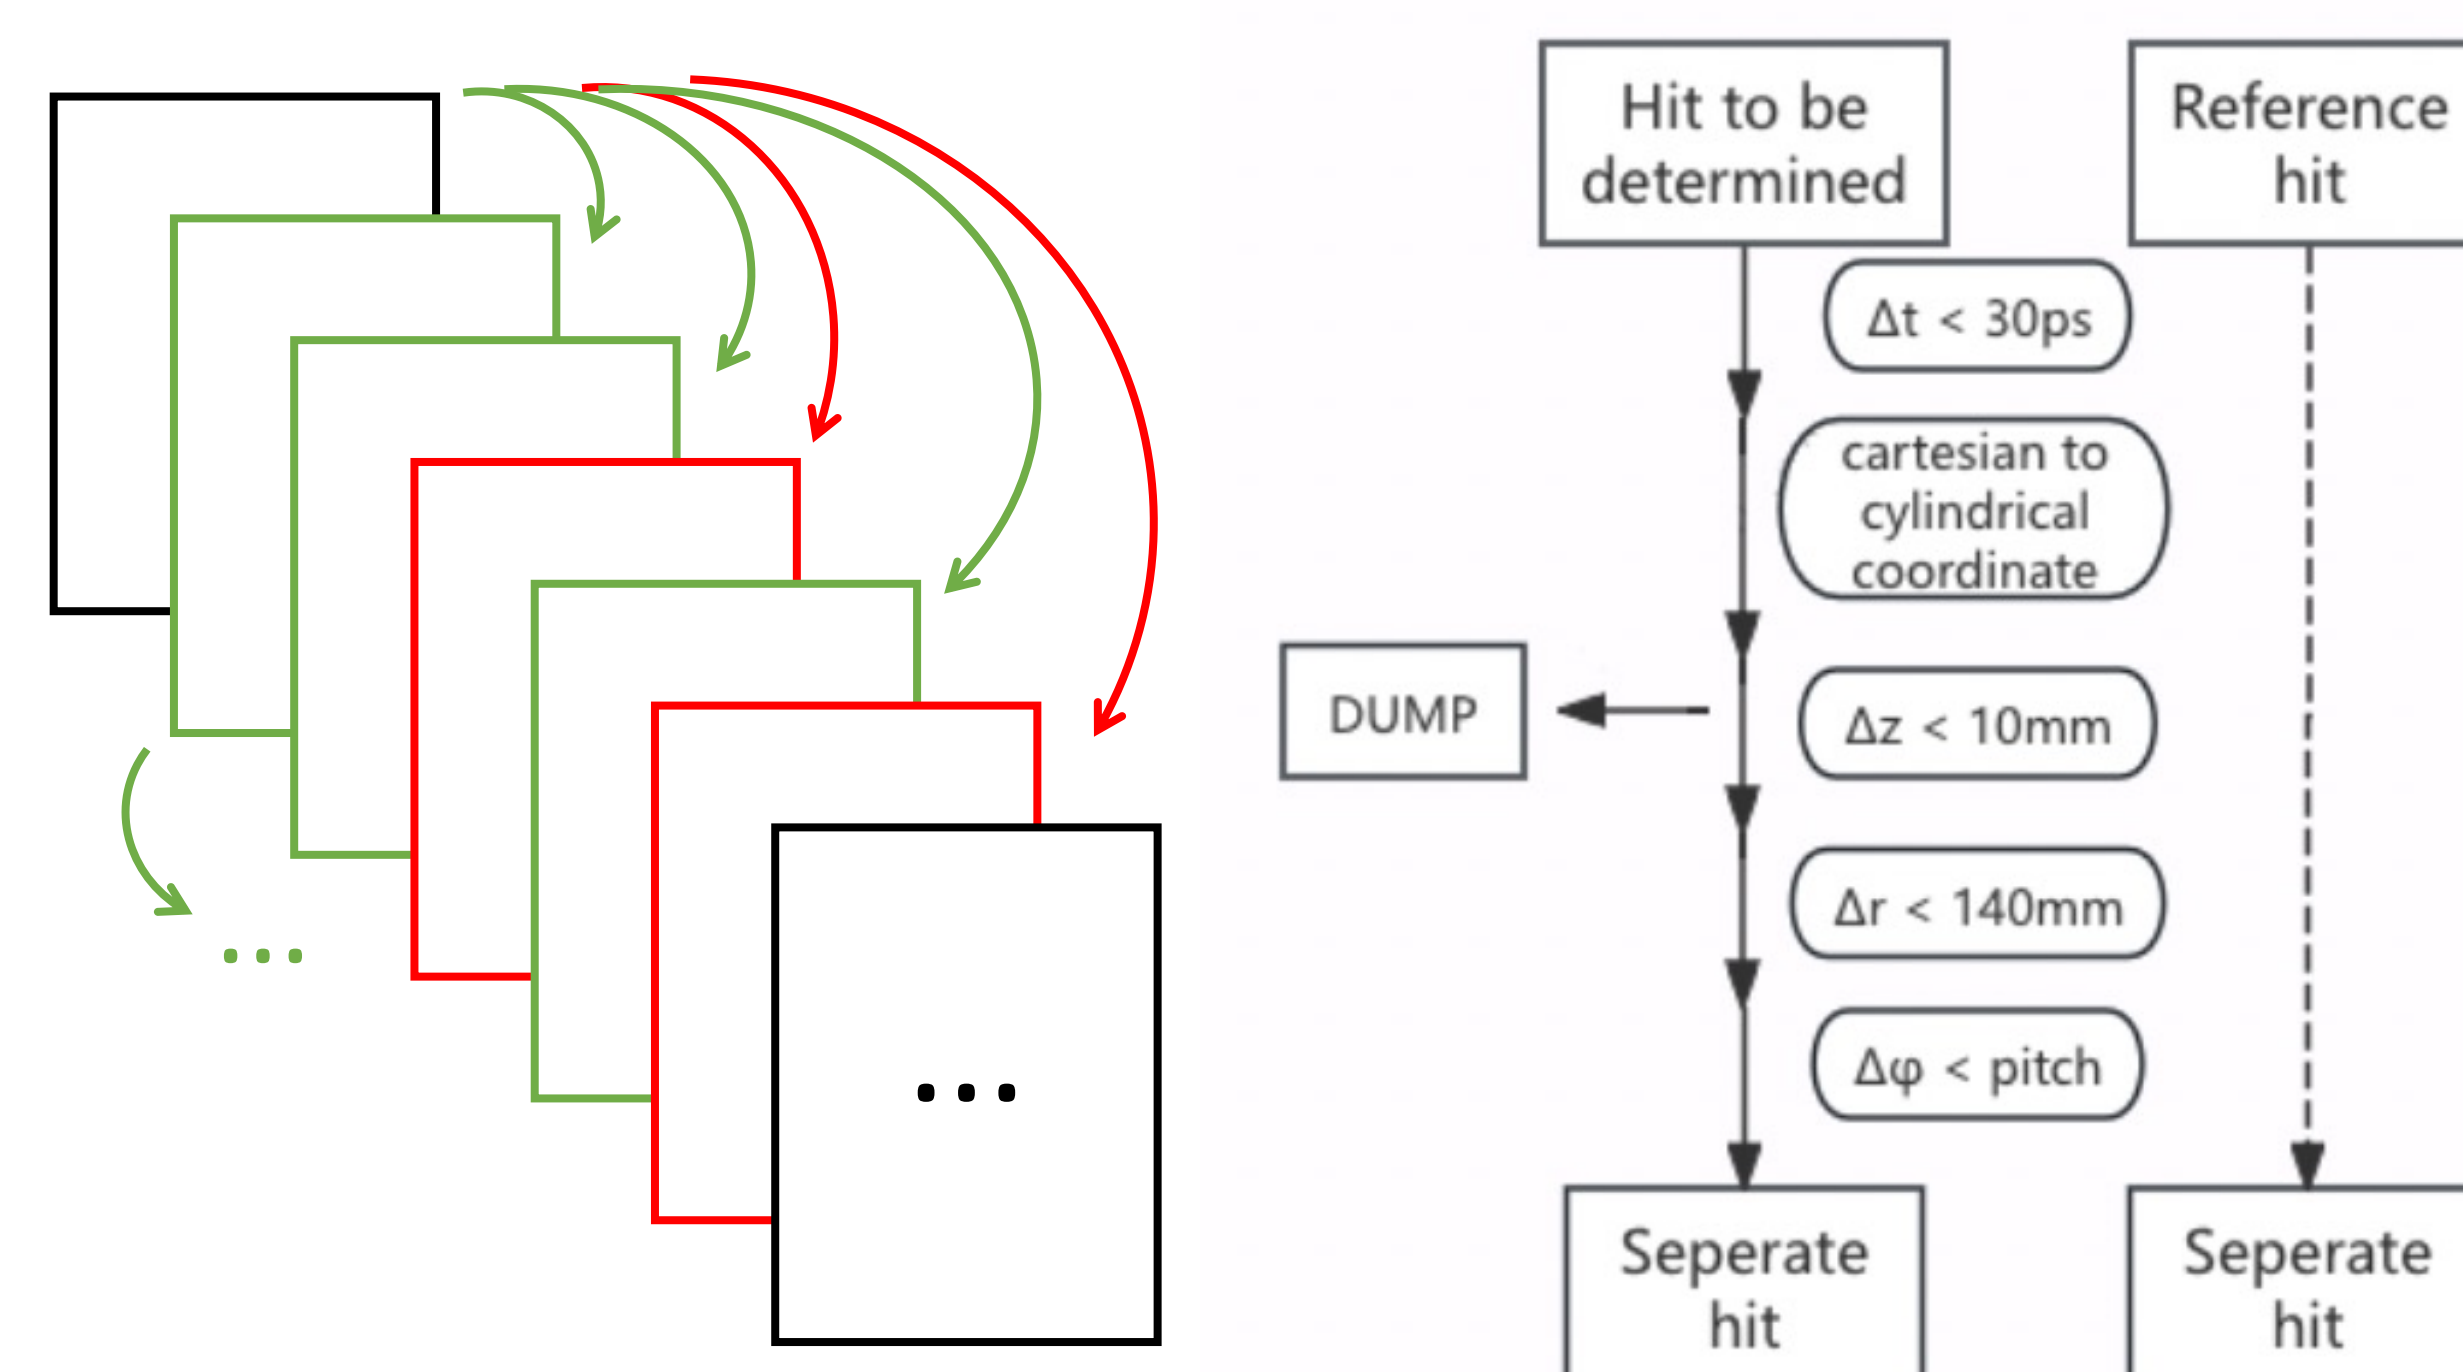 Hit to be
determined
Reference
hit
Δt < 30ps
cartesian to
cylindrical
coordinate
DUMP
Δz < 10mm
Δr < 140mm
Δφ < pitch
...
...
Seperate
hit
Seperate
hit